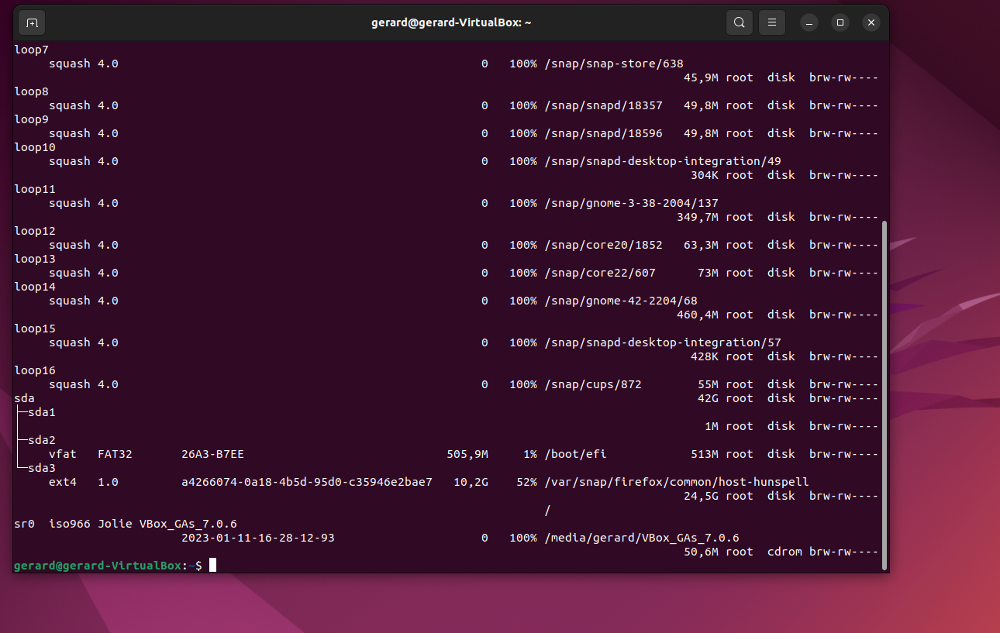 gerard@gerard-VirtualBox: ~
loop7
squash 4.0 0 100% /snap/snap-store/638
45,9M root disk brw-rw----
loop8
squash 4.0 0 100% /snap/snapd/18357 49,8M root disk brw-rw----
loop9
squash 4.0 0 100% /snap/snapd/18596 49,8M root disk brw-rw----
loop10
squash 4.0 0 100% /snap/snapd-desktop-integration/49
304K root disk brw-rw----
loop11
squash 4.0 0 100% /snap/gnome-3-38-2004/137
349,7M root disk brw-rw----
loop12
squash 4.0 0 100% /snap/core20/1852 63,3M root disk brw-rw----
loop13
squash 4.0 0 100% /snap/core22/607 73M root disk brw-rw----
loop14
squash 4.0 0 100% /snap/gnome-42-2204/68
460,4M root disk brw-rw----
loop15
squash 4.0 0 100% /snap/snapd-desktop-integration/57
428K root disk brw-rw----
loop16
squash 4.0 0 100% /snap/cups/872 55M root disk brw-rw----
sda 42G root disk brw-rw----
├─sda1
│ 1M root disk brw-rw----
├─sda2
│ vfat FAT32 26A3-B7EE 505,9M 1% /boot/efi 513M root disk brw-rw----
└─sda3
ext4 1.0 a4266074-0a18-4b5d-95d0-c35946e2bae7 10,2G 52% /var/snap/firefox/common/host-hunspell
24,5G root disk brw-rw----
/
sr0 iso966 Jolie VBox_GAs_7.0.6
2023-01-11-16-28-12-93 0 100% /media/gerard/VBox_GAs_7.0.6
50,6M root cdrom brw-rw----
gerard@gerard-VirtualBox:~$